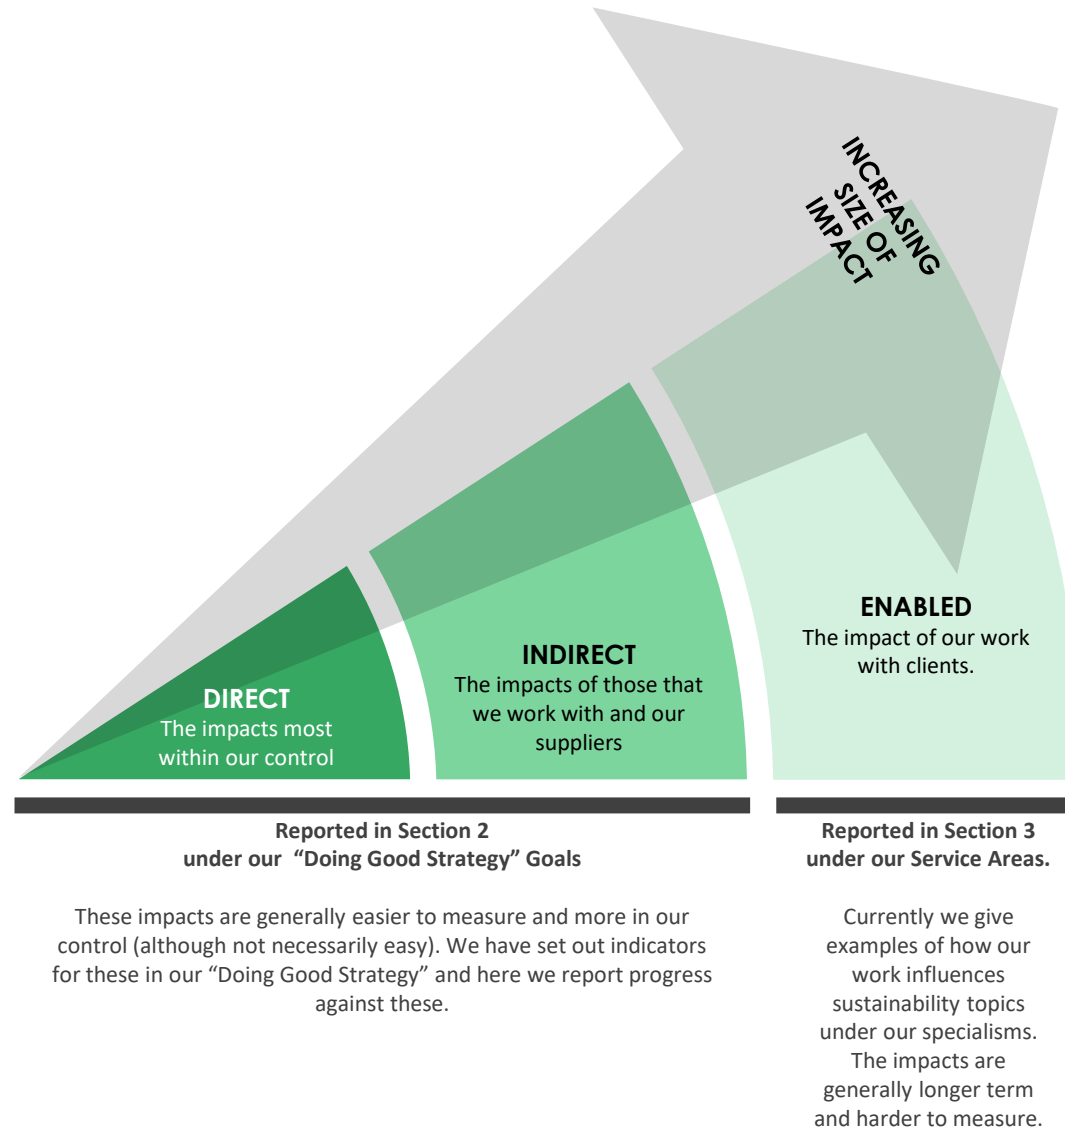 INCREASING
SIZE OF
IMPACT
DIRECT
The impacts most
within our control
INDIRECT
The impacts of those that
we work with and our
suppliers
ENABLED
The impact of our work
with clients.
Reported in Section 2
under our “Doing Good Strategy” Goals
These impacts are generally easier to measure and more in our
control (although not necessarily easy). We have set out indicators
for these in our “Doing Good Strategy” and here we report progress
against these.
Reported in Section 3
under our Service Areas.
Currently we give
examples of how our
work influences
sustainability topics
under our specialisms.
The impacts are
generally longer term
and harder to measure.